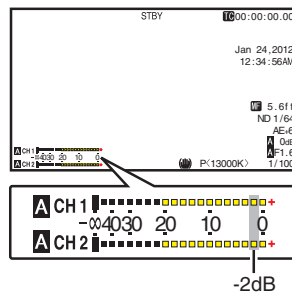 STBY
TC 00:00:00.00
Jan 24,2012
12:34:56AM
MF 5.6ft
ND 1/64
AE+6
A 0dB
A F1.6
P〈13000K〉 1/100
A CH1
-∞ 40 30 20 10 0
A CH2
A CH 1
-∞ 40 30 20 10 0
A CH 2
-2dB